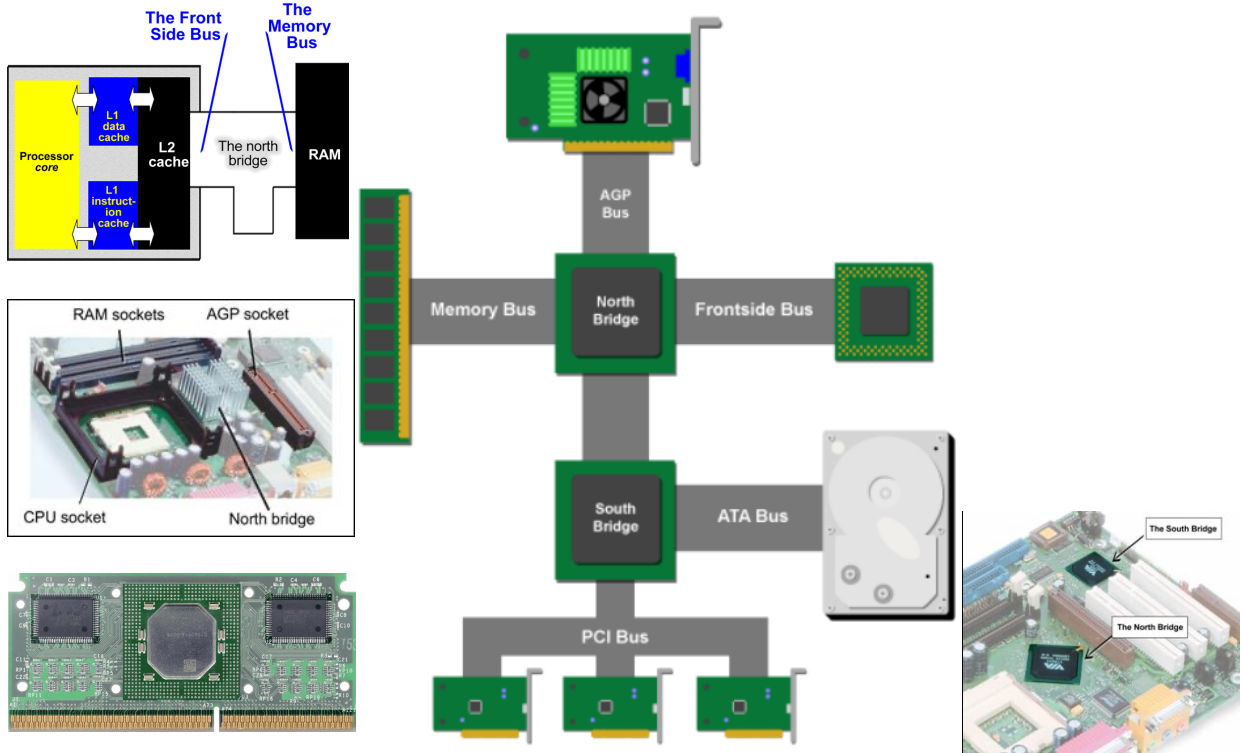 The Front
Side Bus
The
Memory
Bus
L1
data
cache
Processor
core
L2
cache
The north
bridge
RAM
L1
instruct-
ion
cache
RAM sockets
AGP socket
CPU socket
North bridge
AGP
Bus
Memory Bus
North
Bridge
Frontside Bus
South
Bridge
ATA Bus
PCI Bus
The South Bridge
The North Bridge
VIA